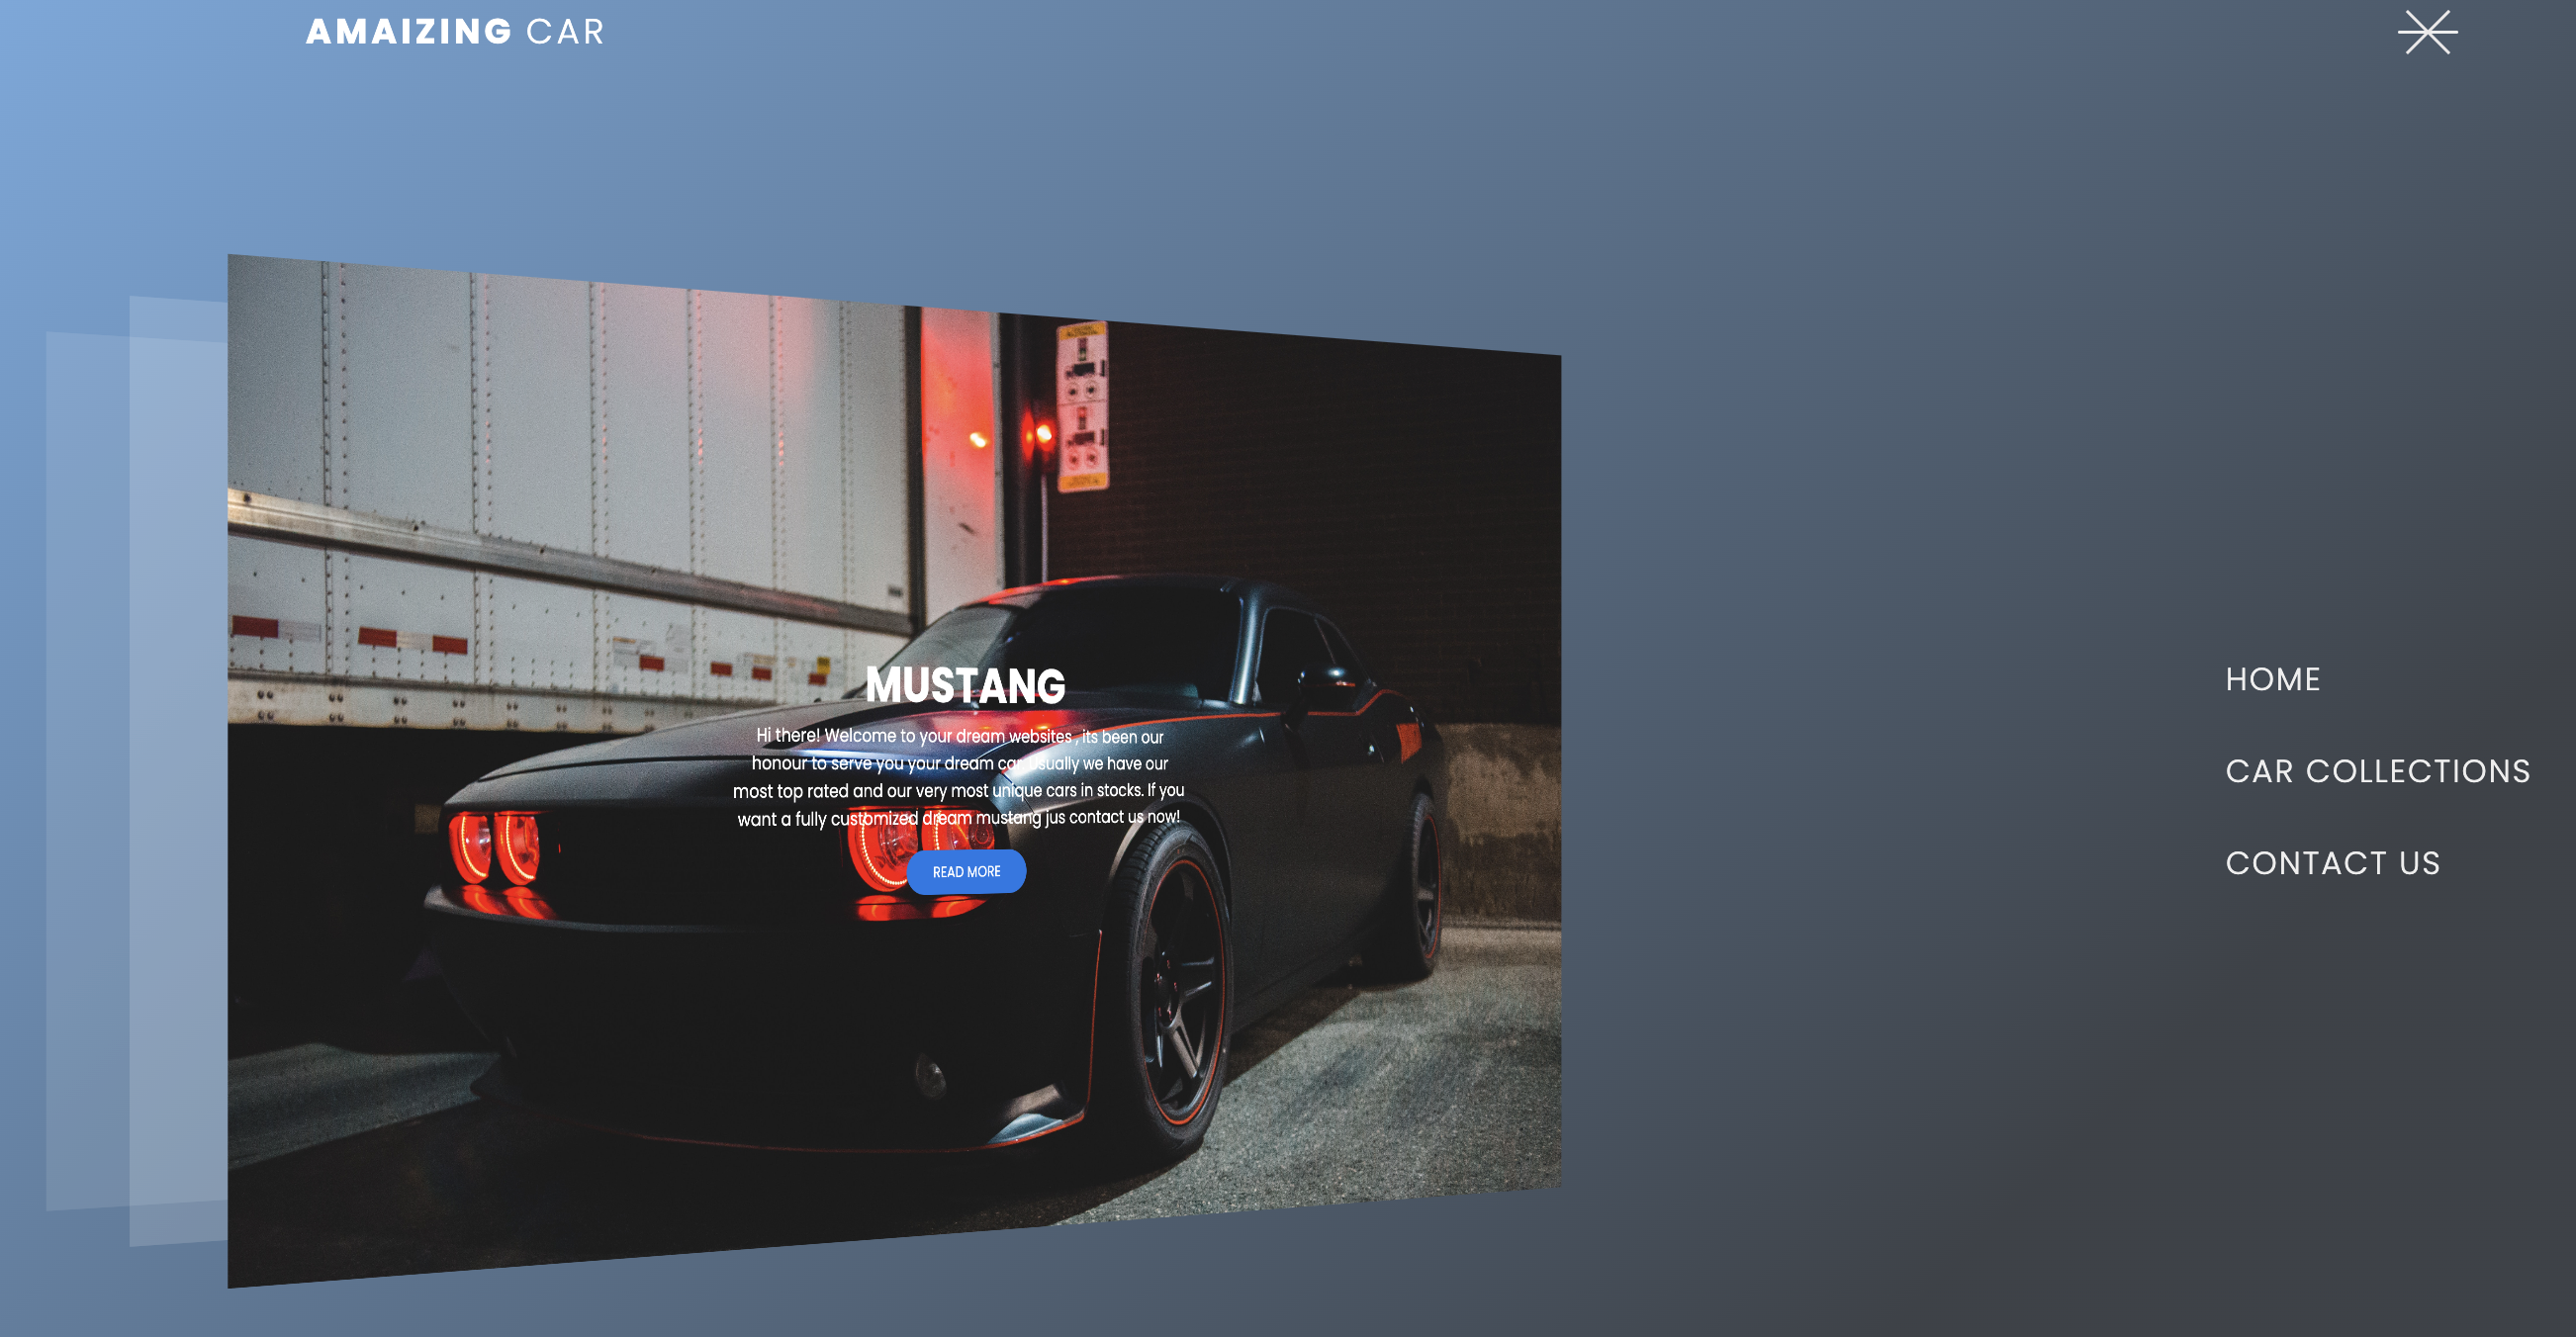 AMAIZING CAR
MUSTANG
Hi there! Welcome to your dream websites , its been our
honour to serve you your dream car. Usually we have our
most top rated and our very most unique cars in stocks. If you
want a fully customized dream mustang jus contact us now!
READ MORE
HOME
CAR COLLECTIONS
CONTACT US